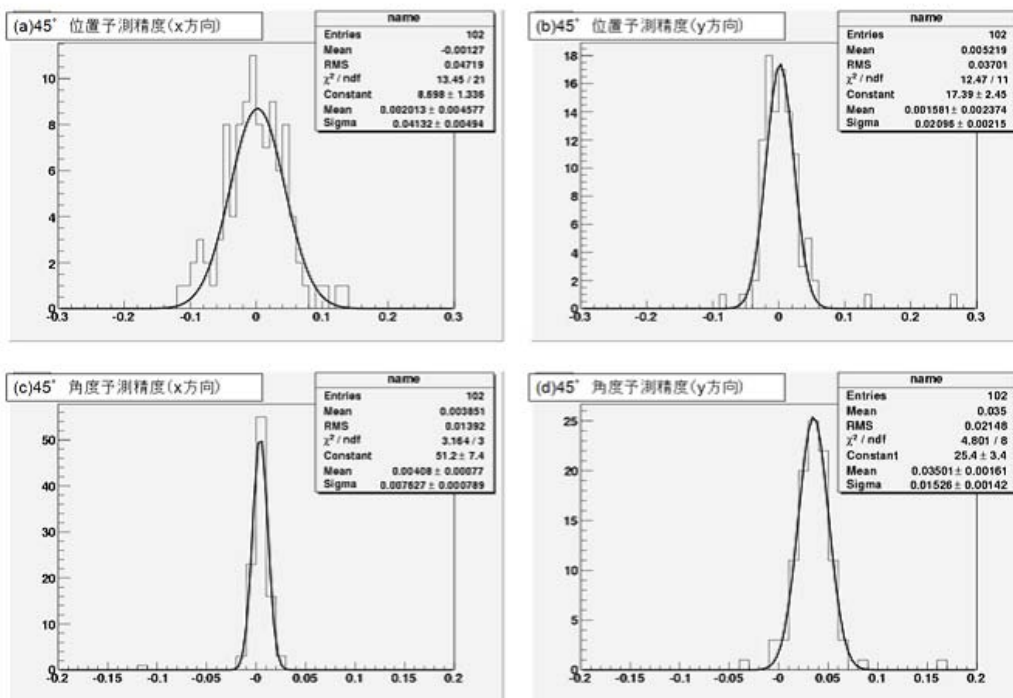 (a)45° 位置予測精度(x方向)
name
Entries 102
Mean -0.00127
RMS 0.04719
χ² / ndf 13.45 / 21
Constant 8.698 ± 1.336
Mean 0.002013 ± 0.004577
Sigma 0.04132 ± 0.00494
10
8
6
4
2
0
-0.3 -0.2 -0.1 0 0.1 0.2 0.3
(b)45° 位置予測精度(y方向)
name
Entries 102
Mean 0.005219
RMS 0.03701
χ² / ndf 12.47 / 11
Constant 17.39 ± 2.45
Mean 0.001581 ± 0.002374
Sigma 0.02096 ± 0.00215
18
16
14
12
10
8
6
4
2
0
-0.3 -0.2 -0.1 0 0.1 0.2 0.3
(c)45° 角度予測精度(x方向)
name
Entries 102
Mean 0.003851
RMS 0.01392
χ² / ndf 3.164 / 3
Constant 51.2 ± 7.4
Mean 0.00408 ± 0.00077
Sigma 0.007627 ± 0.000789
50
40
30
20
10
0
-0.2 -0.15 -0.1 -0.05 -0 0.05 0.1 0.15 0.2
(d)45° 角度予測精度(y方向)
name
Entries 102
Mean 0.035
RMS 0.02148
χ² / ndf 4.801 / 8
Constant 25.4 ± 3.4
Mean 0.03501 ± 0.00161
Sigma 0.01526 ± 0.00142
25
20
15
10
5
0
-0.2 -0.15 -0.1 -0.05 -0 0.05 0.1 0.15 0.2